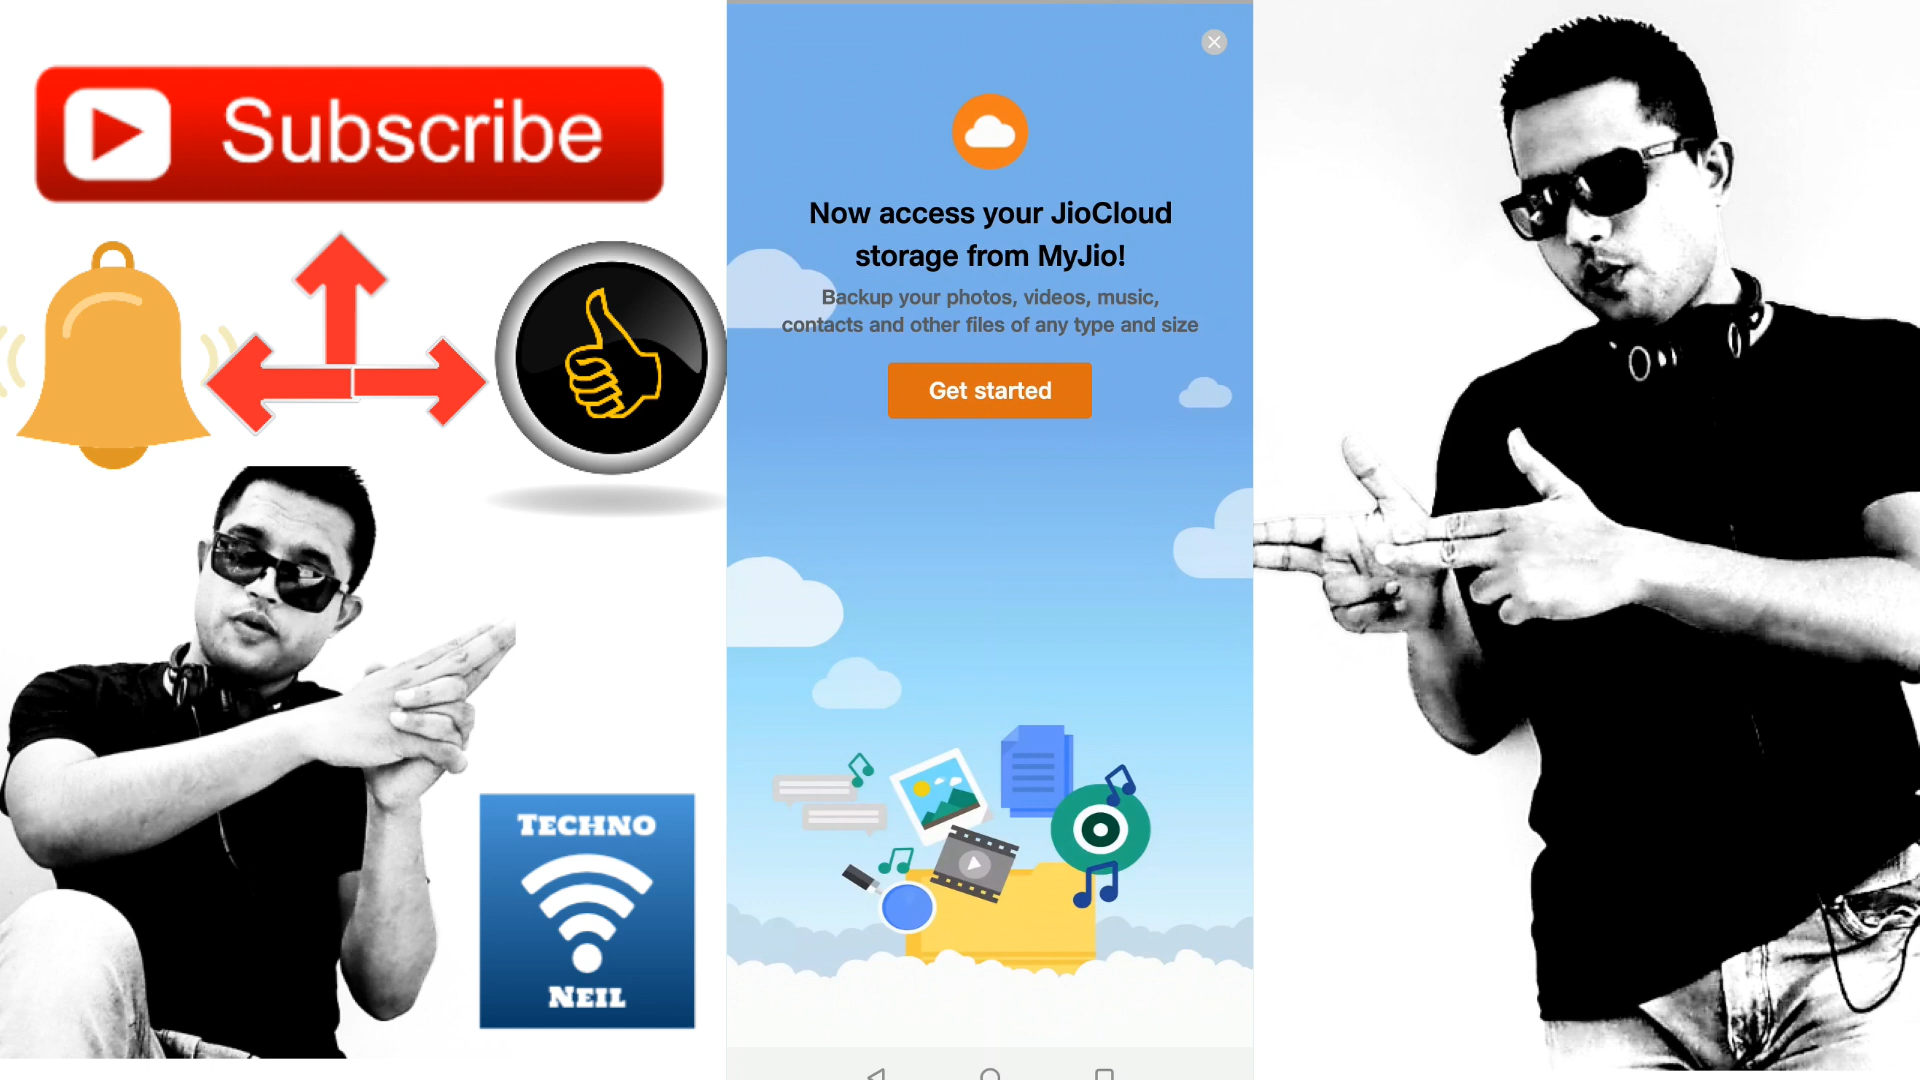 Subscribe
TECHNO
NEIL
Now access your JioCloud
storage from MyJio!
Backup your photos, videos, music,
contacts and other files of any type and size
Get started